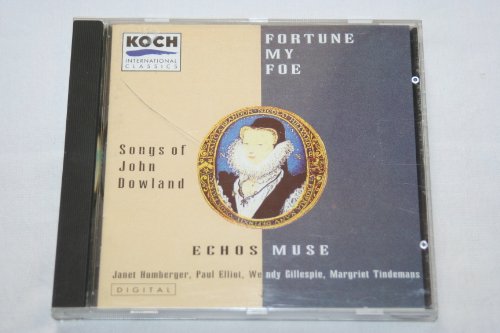 KOCH
INTERNATIONAL
CLASSICS
FORTUNE
MY
FOE
Songs of
John
Dowland
ECHOS MUSE
Janet Humberger, Paul Elliot, Wendy Gillespie, Margriet Tindemans
DIGITAL